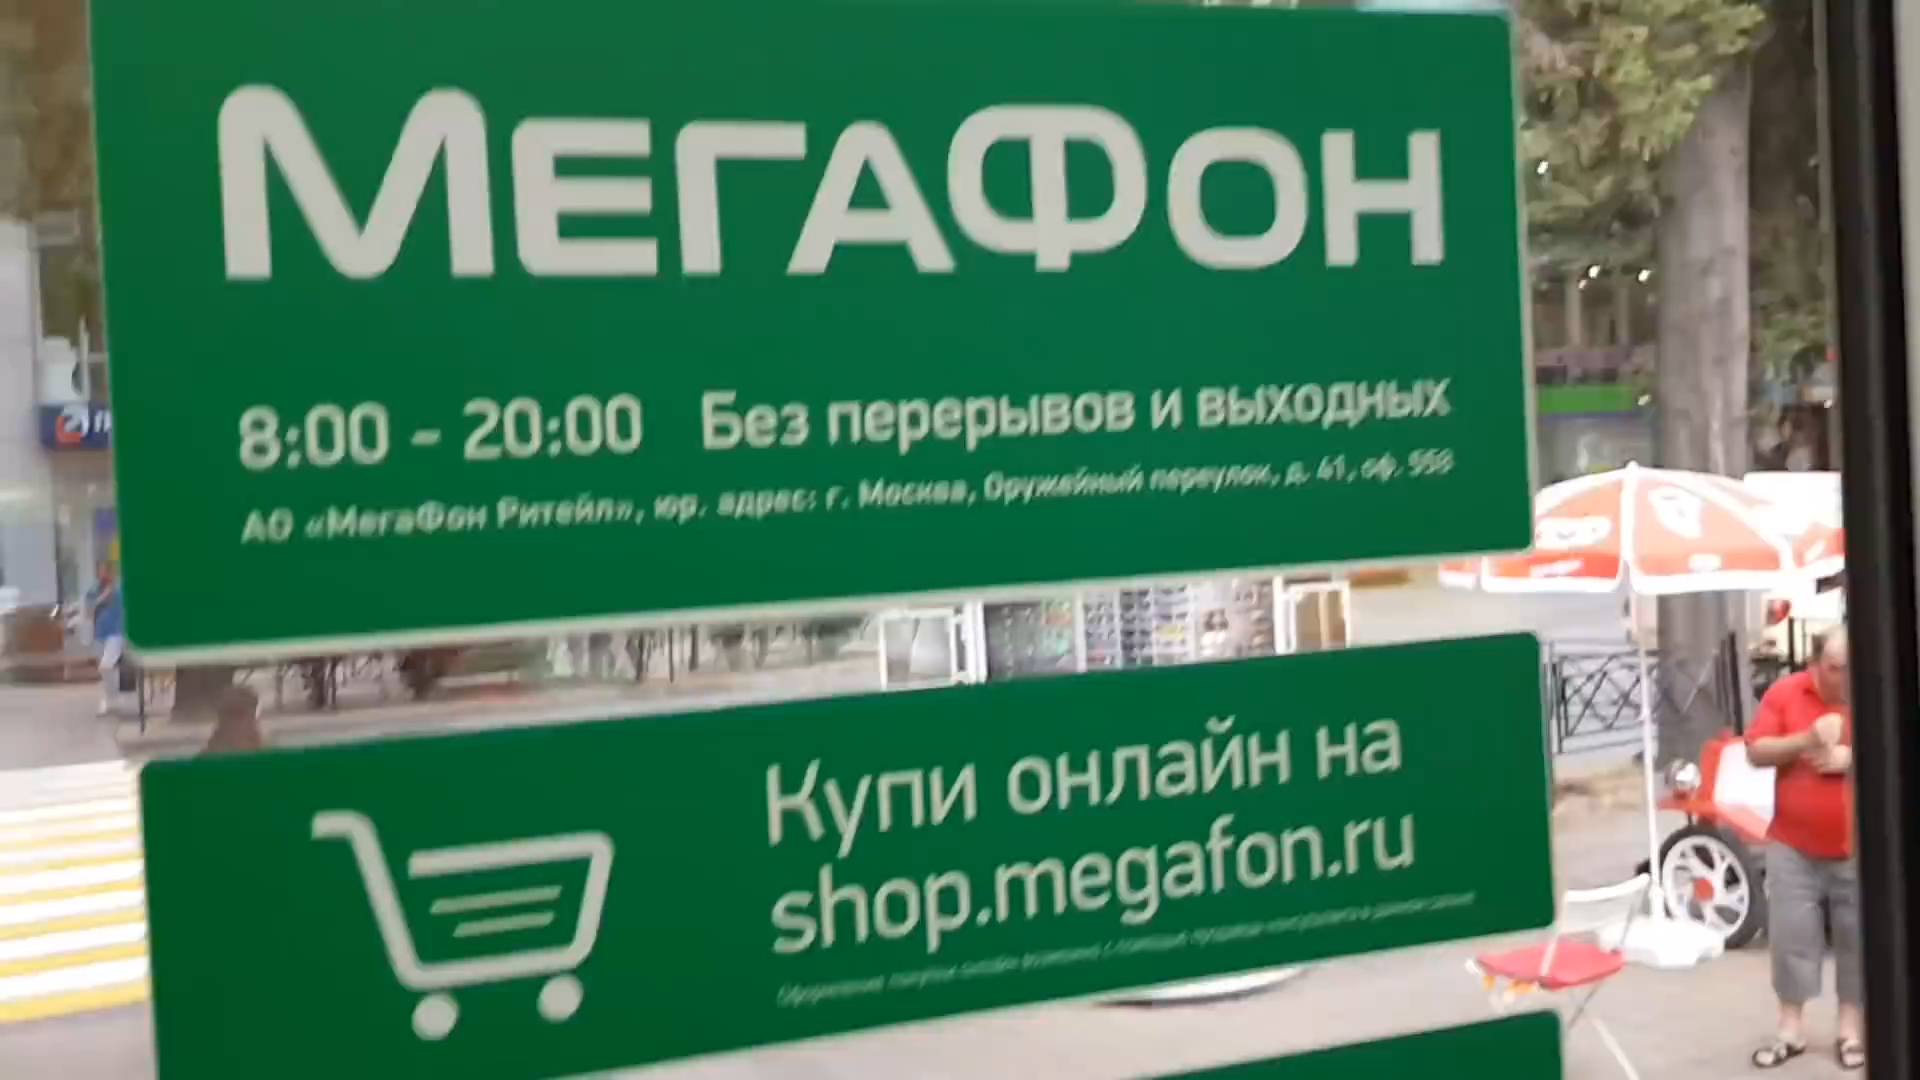 МЕГАФОН
8:00 - 20:00 Без перерывов и выходных
АО «МегаФон Ритейл», юр. адрес: г. Москва, Оружейный переулок, д. 41, оф.
Купи онлайн на
shop.megafon.ru